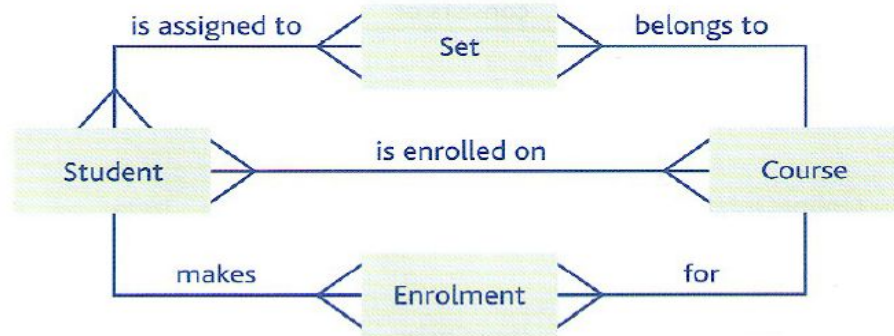 is assigned to
Set
belongs to
Student
is enrolled on
Course
makes
Enrolment
for